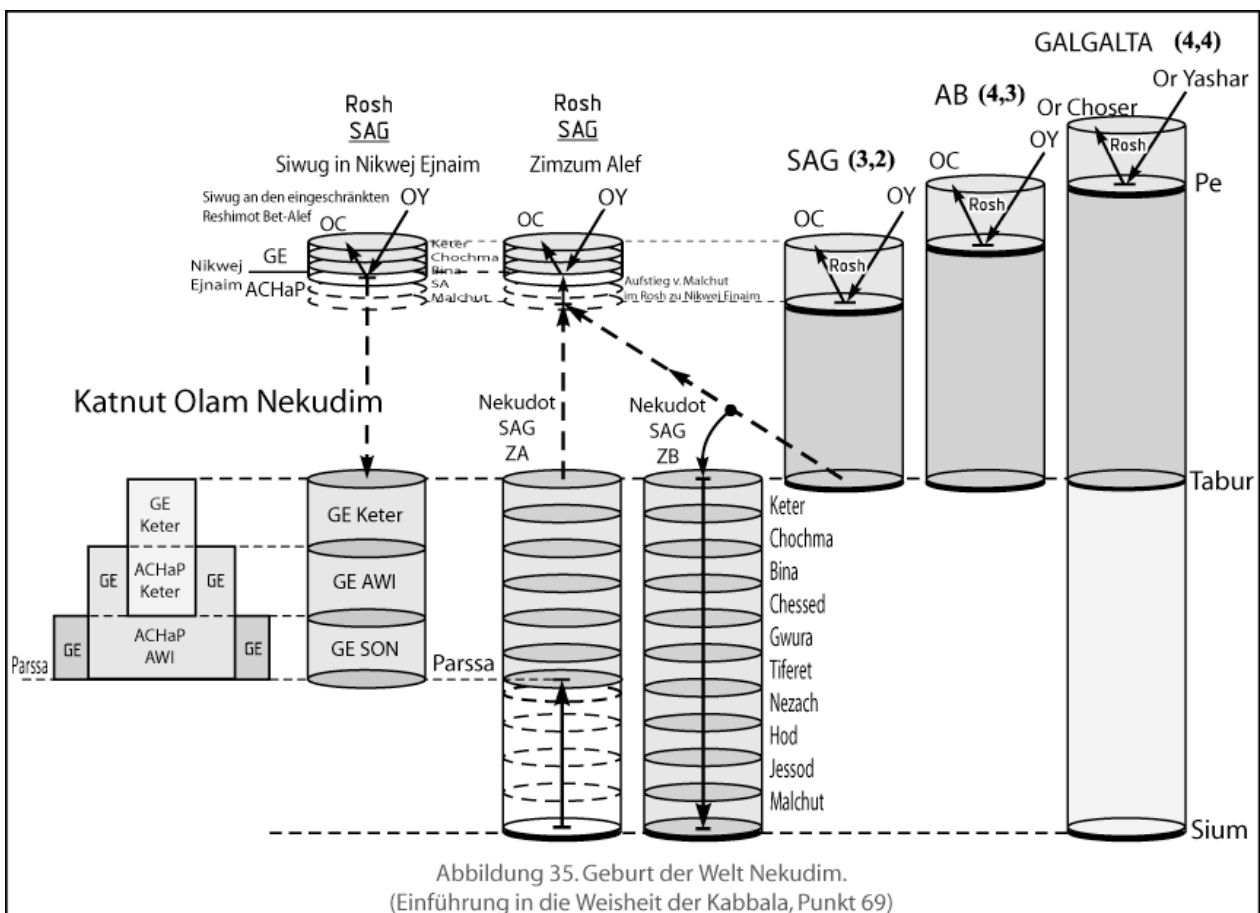 GALGALTA (4,4)
Or Yashar
AB (4,3)
Or Choser
Rosh
Pe
OY
OC
Rosh
SAG (3,2)
OY
OC
Rosh
Rosh
SAG
Siwug in Nikwej Ejnaim
Siwug an den eingeschränkten
Reshimot Bet-Alef
OY
OC
GE
Nikwej
Ejnaim
ACHaP
Keter
Chochma
Bina
SA
Malchut
Rosh
SAG
Zimzum Alef
OY
OC
Aufstieg v. Malchut
im Rosh zu Nikwej Ejnaim
Katnut Olam Nekudim
Nekudot
SAG
ZA
Nekudot
SAG
ZB
Tabur
GE
Keter
GE
ACHaP
Keter
GE
GE
ACHaP
AWI
GE
Parssa
GE Keter
GE AWI
GE SON
Parssa
Keter
Chochma
Bina
Chessed
Gwura
Tiferet
Nezach
Hod
Jessod
Malchut
Sium
Abbildung 35. Geburt der Welt Nekudim.
(Einführung in die Weisheit der Kabbala, Punkt 69)